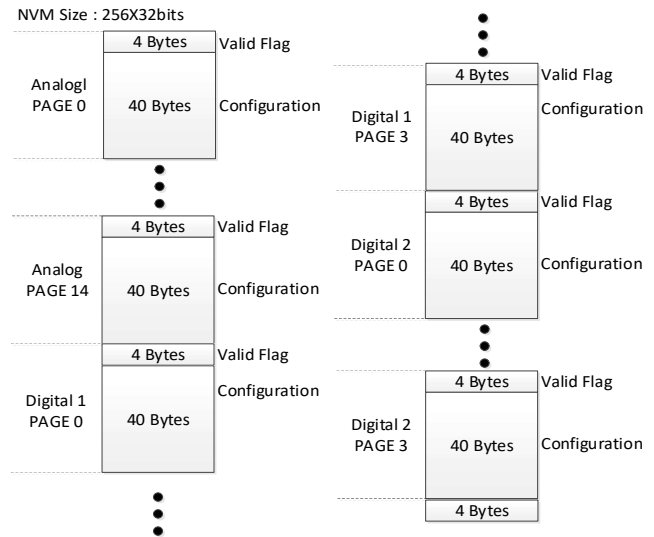 NVM Size : 256X32bits
4 Bytes
Valid Flag
Analogl
PAGE 0
40 Bytes
Configuration
4 Bytes
Valid Flag
Analog
PAGE 14
40 Bytes
Configuration
4 Bytes
Valid Flag
Configuration
Digital 1
PAGE 0
40 Bytes
4 Bytes
Valid Flag
Configuration
Digital 1
PAGE 3
40 Bytes
4 Bytes
Valid Flag
Digital 2
PAGE 0
40 Bytes
Configuration
4 Bytes
Valid Flag
Digital 2
PAGE 3
40 Bytes
Configuration
4 Bytes